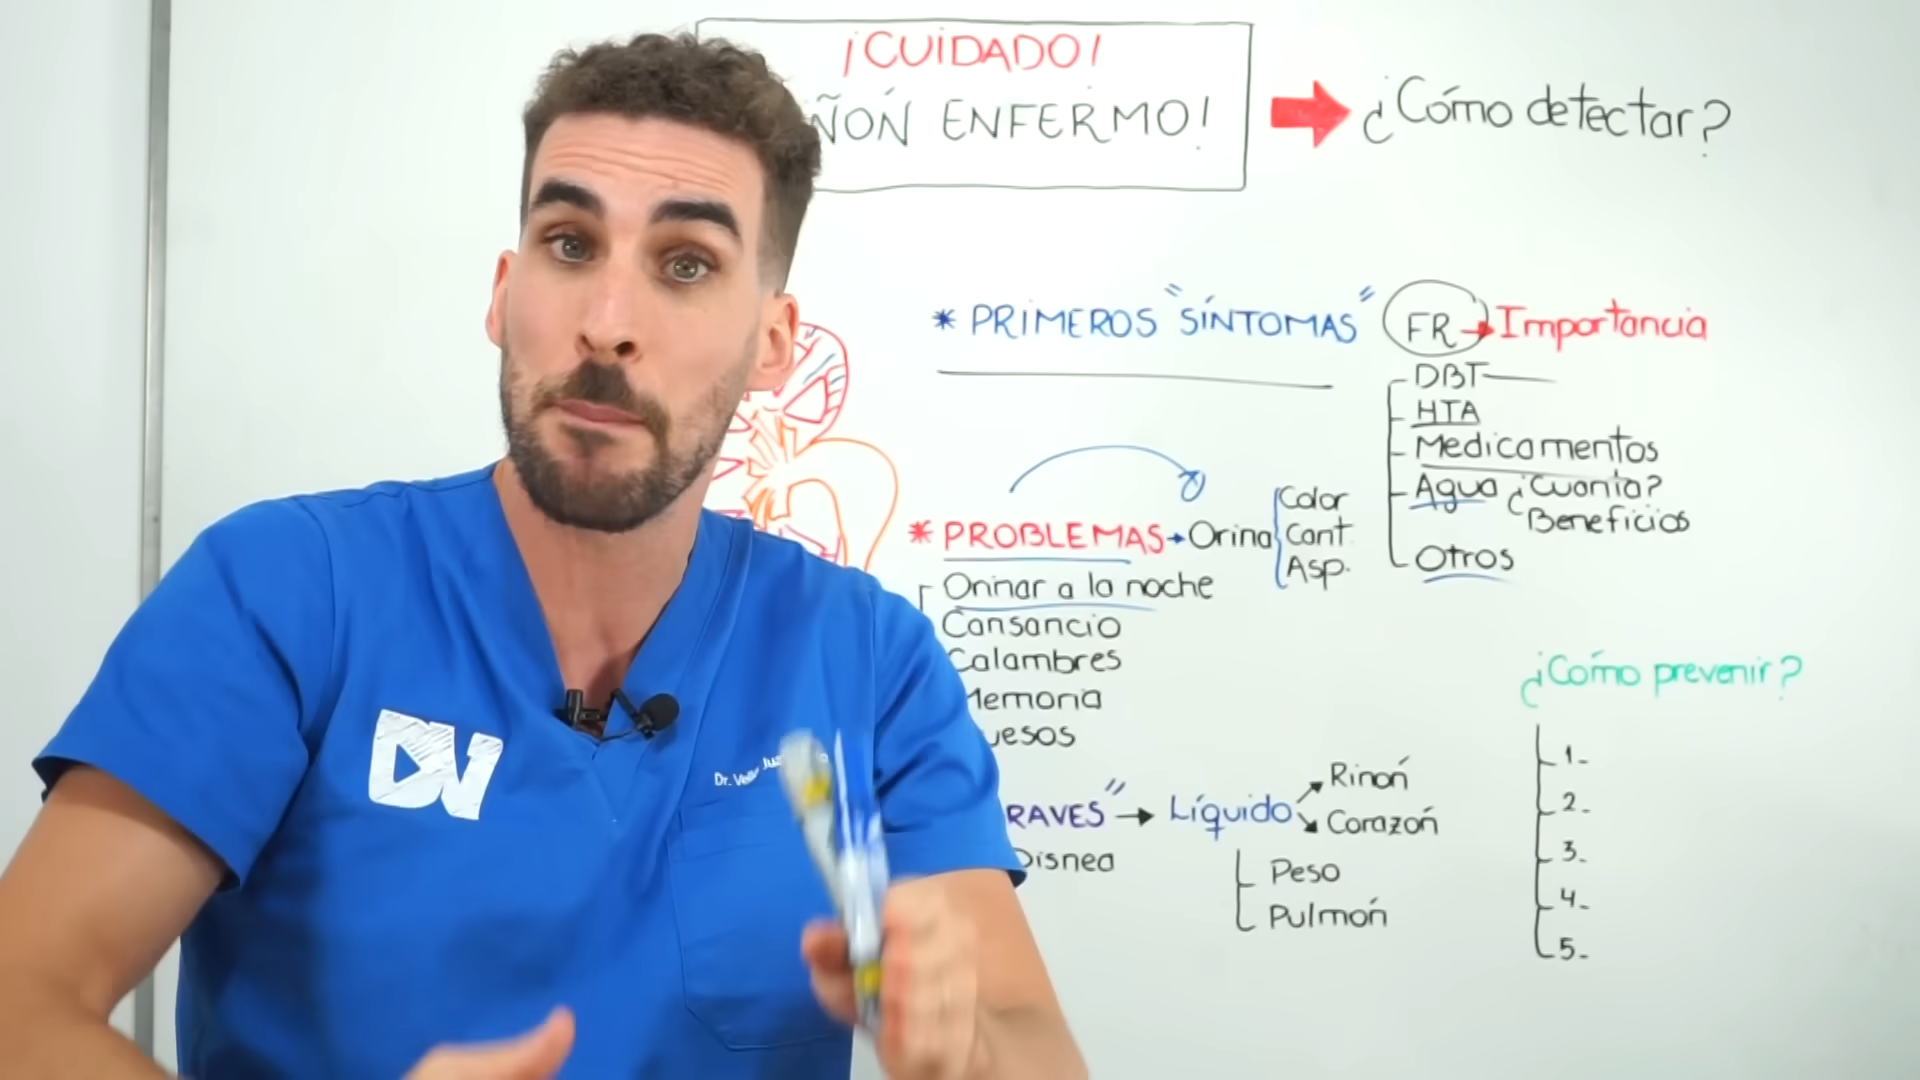 ¡CUIDADO!
ÑÓN ENFERMO!
¿Cómo detectar?
* PRIMEROS "SÍNTOMAS"
FR → Importancia
DBT
HTA
Medicamentos
Agua ¿Cuánta?
Beneficios
Otros
* PROBLEMAS → Orina
Color
Cant.
Asp.
Orinar a la noche
Cansancio
Calambres
Memoria
uesos
RAVES" → Líquido
Riñón
Corazón
Disnea
Peso
Pulmón
¿Cómo prevenir?
1-
2-
3-
4-
5-
DV
Dr.